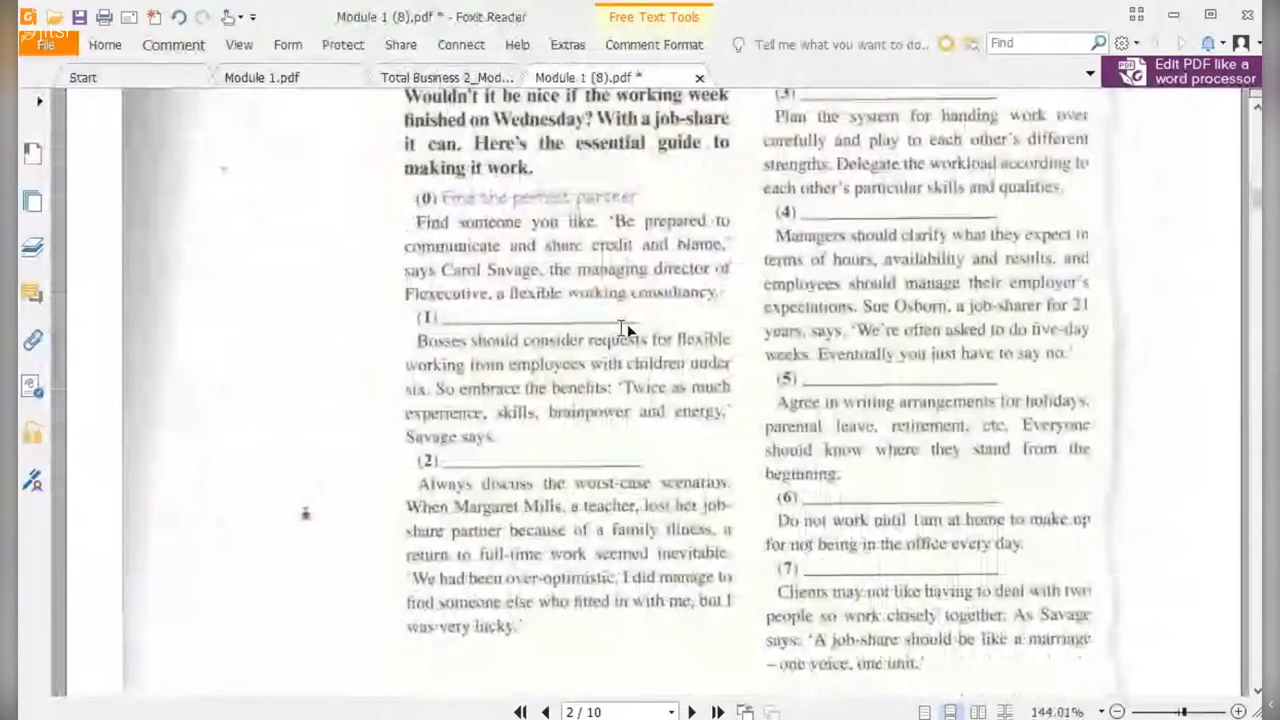 Module 1 (8).pdf * - Foxit Reader
Free Text Tools
File Home Comment View Form Protect Share Connect Help Extras Comment Format Tell me what you want to do.. Find
Start Module 1.pdf Total Business 2_Mod... Module 1 (8).pdf *
Edit PDF like a
word processor
Wouldn't it be nice if the working week
finished on Wednesday? With a job-share
it can. Here's the essential guide to
making it work.
(0) Find the perfect partner
Find someone you like. 'Be prepared to
communicate and share credit and blame,'
says Carol Savage, the managing director of
Flexecutive, a flexible working consultancy.
(1)
Bosses should consider requests for flexible
working from employees with children under
six. So embrace the benefits: 'Twice as much
experience, skills, brainpower and energy,'
Savage says.
(2)
Always discuss the worst-case scenarios.
When Margaret Mills, a teacher, lost her job-
share partner because of a family illness, a
return to full-time work seemed inevitable.
'We had been over-optimistic, I did manage to
find someone else who fitted in with me, but I
was very lucky.'
(3)
Plan the system for handing work over
carefully and play to each other's different
strengths. Delegate the workload according to
each other's particular skills and qualities.
(4)
Managers should clarify what they expect in
terms of hours, availability and results, and
employees should manage their employer's
expectations. Sue Osborn, a job-sharer for 21
years, says, 'We're often asked to do five-day
weeks. Eventually you just have to say no.'
(5)
Agree in writing arrangements for holidays,
parental leave, retirement, etc. Everyone
should know where they stand from the
beginning.
(6)
Do not work until 1am at home to make up
for not being in the office every day.
(7)
Clients may not like having to deal with two
people so work closely together. As Savage
says: 'A job-share should be like a marriage
– one voice, one unit.'
2 / 10
144.01%